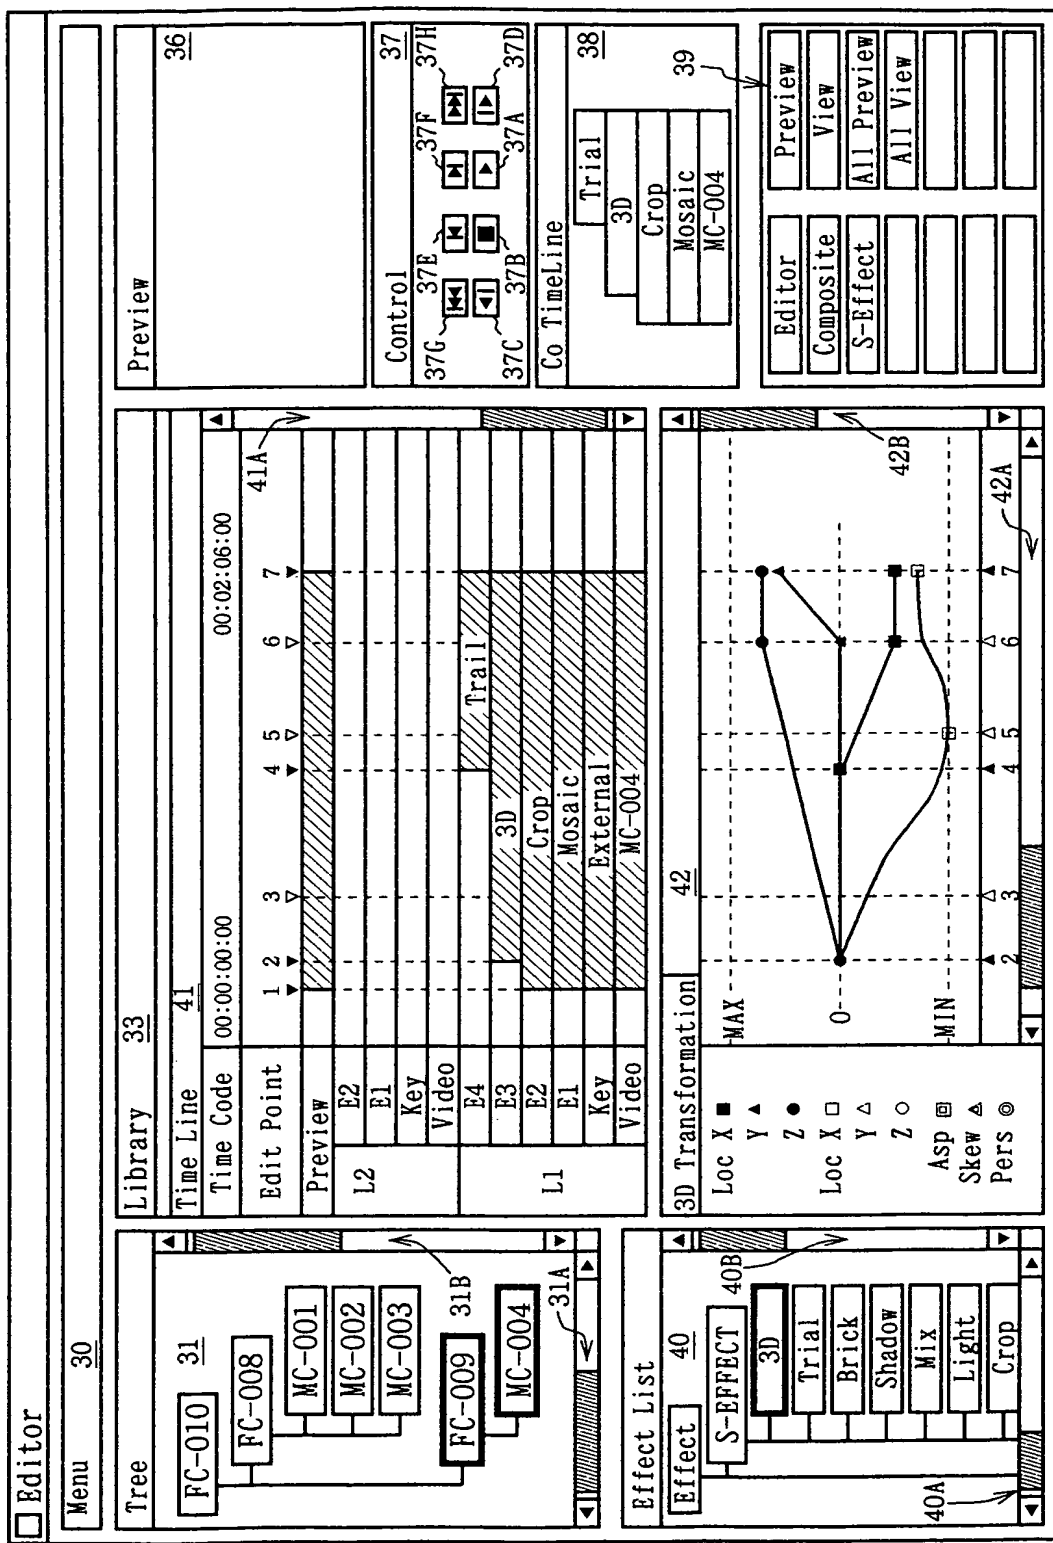 Editor
Menu 30
Tree
31
FC-010
FC-008
MC-001
MC-002
MC-003
FC-009
MC-004
31B
31A
Effect List
40
Effect
S-EFFECT
3D
Trial
Brick
Shadow
Mix
Light
Crop
40B
40A
Library 33
Time Line 41
Time Code 00:00:00:00 00:02:06:00
Edit Point 1 2 3 4 5 6 7
Preview
L2
E2
E1
Key
Video
L1
E4 Trail
E3 3D
E2 Crop
E1 Mosaic
Key External
Video MC-004
41A
3D Transformation 42
Loc X
Y
Z
Loc X
Y
Z
Asp
Skew
Pers
MAX
0
MIN
2 3 4 5 6 7
42B
42A
Preview
36
Control 37
37G 37E 37F 37H
37C 37B 37A 37D
Co TimeLine 38
Trial
3D
Crop
Mosaic
MC-004
39
Editor Preview
Composite View
S-Effect All Preview
All View